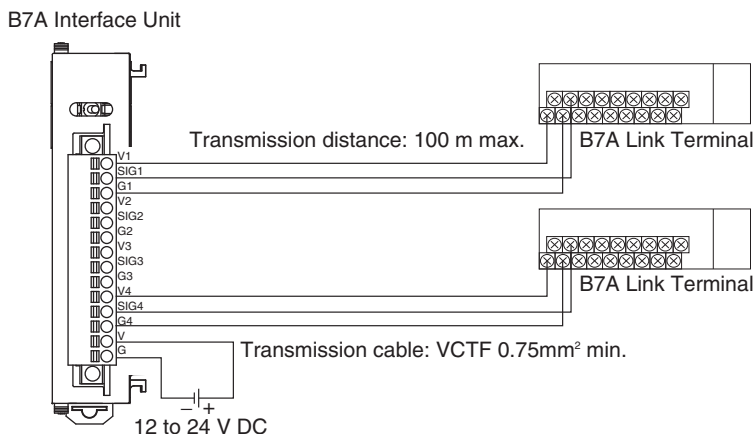 B7A Interface Unit
Transmission distance: 100 m max.
B7A Link Terminal
V1
SIG1
G1
V2
SIG2
G2
V3
SIG3
G3
V4
SIG4
G4
V
G
B7A Link Terminal
Transmission cable: VCTF 0.75mm² min.
− +
12 to 24 V DC